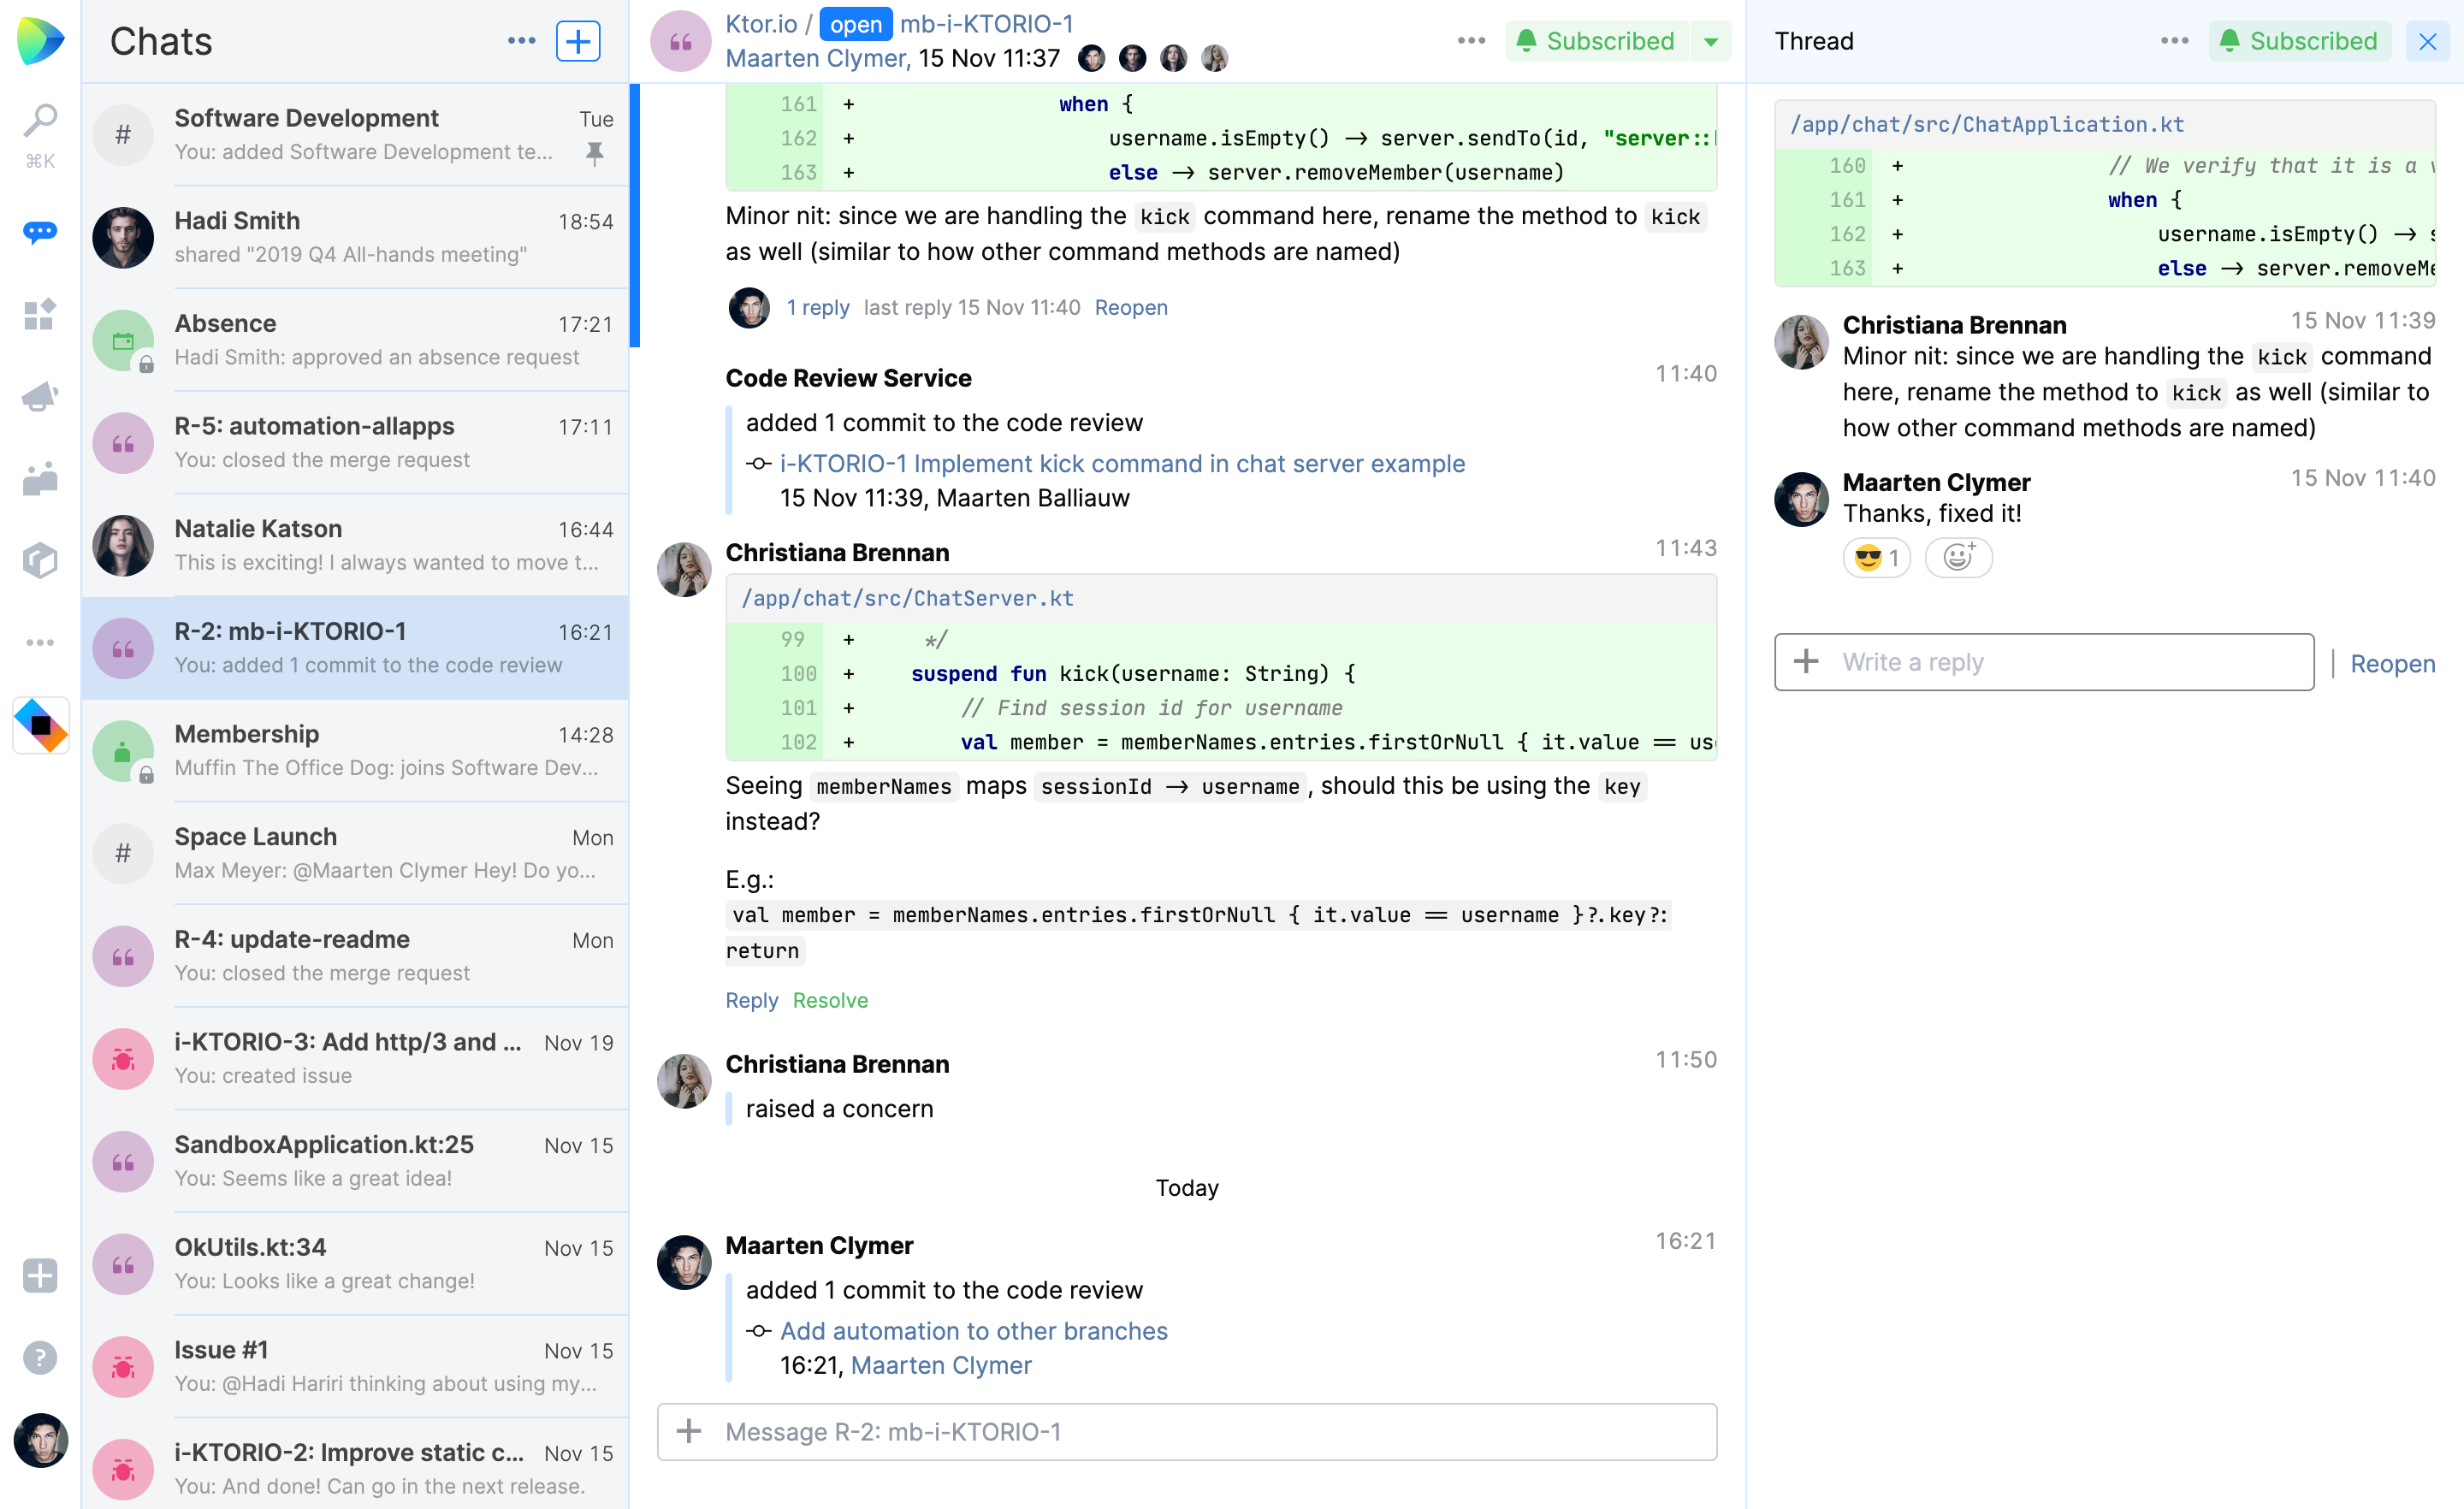 ⌘K
Chats
Software Development
Tue
You: added Software Development te...
Hadi Smith
18:54
shared "2019 Q4 All-hands meeting"
Absence
17:21
Hadi Smith: approved an absence request
R-5: automation-allapps
17:11
You: closed the merge request
Natalie Katson
16:44
This is exciting! I always wanted to move t...
R-2: mb-i-KTORIO-1
16:21
You: added 1 commit to the code review
Membership
14:28
Muffin The Office Dog: joins Software Dev...
Space Launch
Mon
Max Meyer: @Maarten Clymer Hey! Do yo...
R-4: update-readme
Mon
You: closed the merge request
i-KTORIO-3: Add http/3 and ...
Nov 19
You: created issue
SandboxApplication.kt:25
Nov 15
You: Seems like a great idea!
OkUtils.kt:34
Nov 15
You: Looks like a great change!
Issue #1
Nov 15
You: @Hadi Hariri thinking about using my...
i-KTORIO-2: Improve static c...
Nov 15
You: And done! Can go in the next release.
Ktor.io / open mb-i-KTORIO-1
Maarten Clymer, 15 Nov 11:37
Subscribed
161 + when {
162 + username.isEmpty() -> server.sendTo(id, "server::
163 + else -> server.removeMember(username)
Minor nit: since we are handling the kick command here, rename the method to kick
as well (similar to how other command methods are named)
1 reply last reply 15 Nov 11:40 Reopen
Code Review Service
11:40
added 1 commit to the code review
i-KTORIO-1 Implement kick command in chat server example
15 Nov 11:39, Maarten Balliauw
Christiana Brennan
11:43
/app/chat/src/ChatServer.kt
99 + */
100 + suspend fun kick(username: String) {
101 + // Find session id for username
102 + val member = memberNames.entries.firstOrNull { it.value == us
Seeing memberNames maps sessionId -> username, should this be using the key
instead?
E.g.:
val member = memberNames.entries.firstOrNull { it.value == username }?.key?:
return
Reply Resolve
Christiana Brennan
11:50
raised a concern
Today
Maarten Clymer
16:21
added 1 commit to the code review
Add automation to other branches
16:21, Maarten Clymer
Message R-2: mb-i-KTORIO-1
Thread
Subscribed
/app/chat/src/ChatApplication.kt
160 + // We verify that it is a
161 + when {
162 + username.isEmpty() ->
163 + else -> server.removeMe
Christiana Brennan
15 Nov 11:39
Minor nit: since we are handling the kick command
here, rename the method to kick as well (similar to
how other command methods are named)
Maarten Clymer
15 Nov 11:40
Thanks, fixed it!
1
Write a reply
Reopen